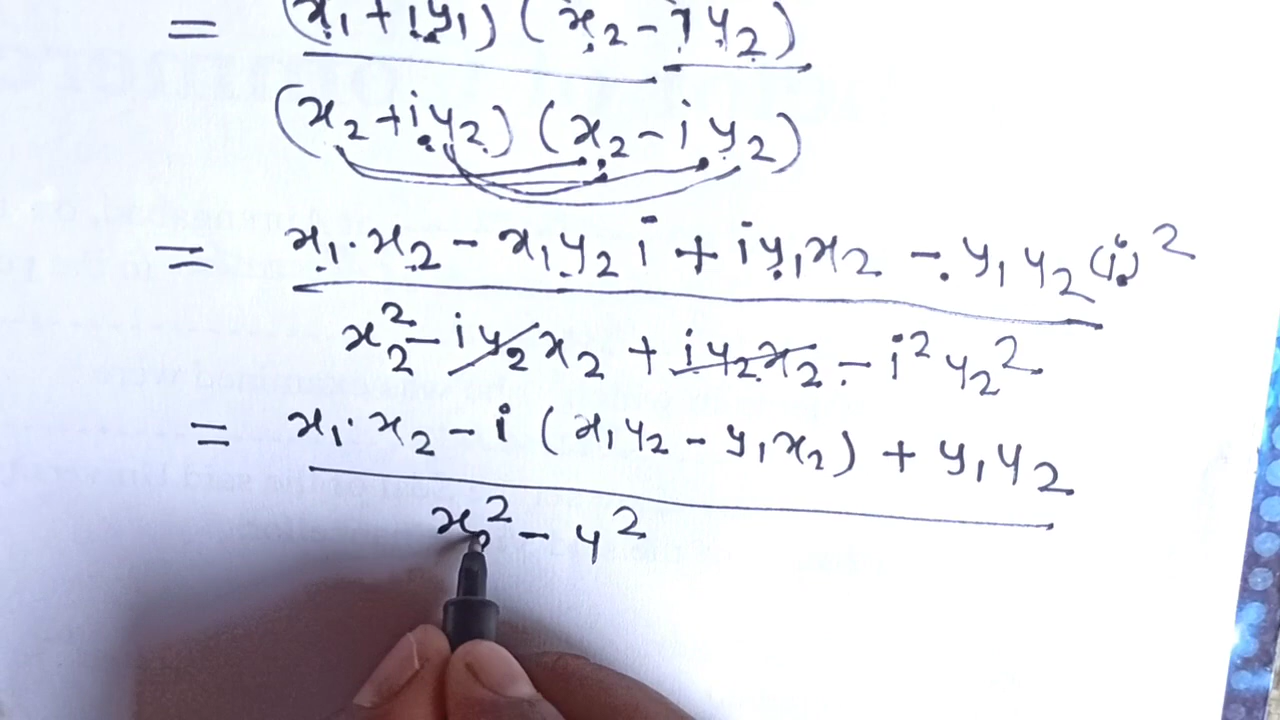 = (x₁ + iy₁) (x₂ - iy₂)
(x₂ + iy₂) (x₂ - iy₂)
= x₁·x₂ - x₁y₂i + iy₁x₂ - y₁y₂(i)²
x₂² - iy₂x₂ + iy₂x₂ - i²y₂²
= x₁·x₂ - i (x₁y₂ - y₁x₂) + y₁y₂
x₂² - y²